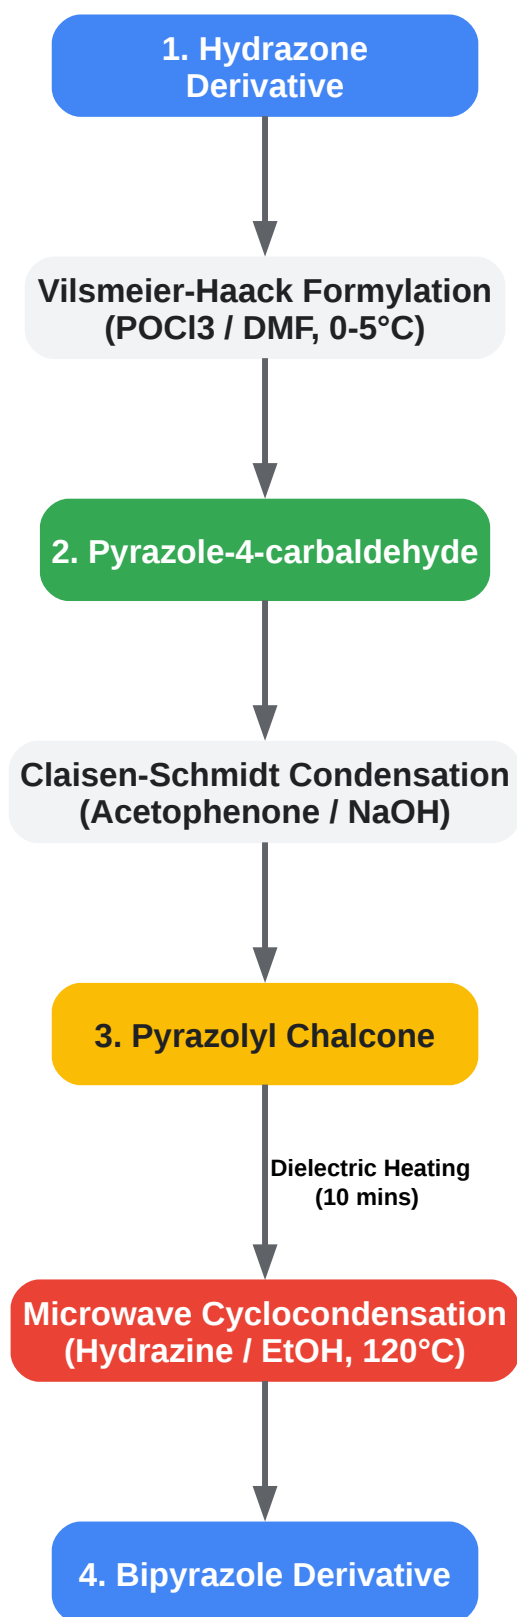 1. Hydrazone
Derivative
Vilsmeier-Haack Formylation
(POCl3 / DMF, 0-5°C)
2. Pyrazole-4-carbaldehyde
Claisen-Schmidt Condensation
(Acetophenone / NaOH)
3. Pyrazolyl Chalcone
Dielectric Heating
(10 mins)
Microwave Cyclocondensation
(Hydrazine / EtOH, 120°C)
4. Bipyrazole Derivative